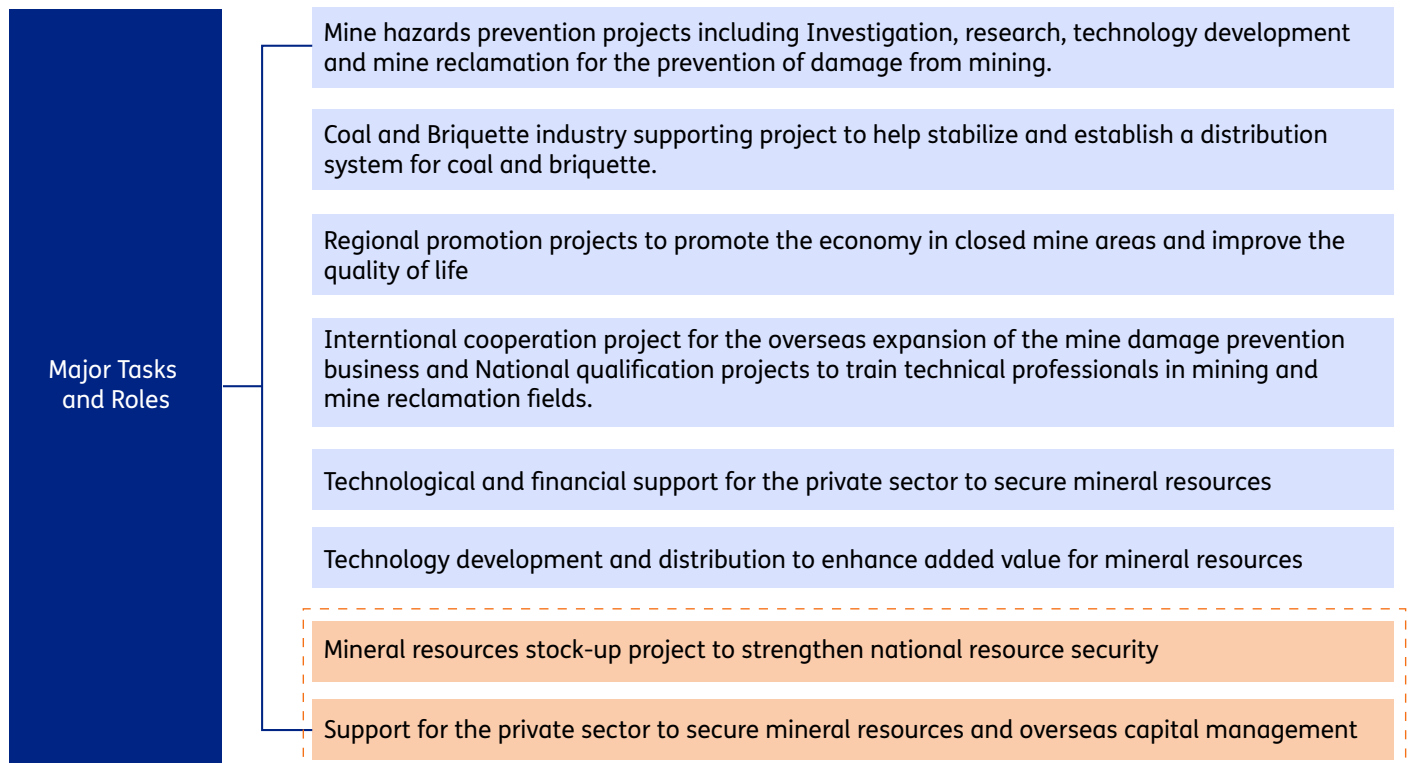 Major Tasks
and Roles
Mine hazards prevention projects including Investigation, research, technology development
and mine reclamation for the prevention of damage from mining.
Coal and Briquette industry supporting project to help stabilize and establish a distribution
system for coal and briquette.
Regional promotion projects to promote the economy in closed mine areas and improve the
quality of life
Interntional cooperation project for the overseas expansion of the mine damage prevention
business and National qualification projects to train technical professionals in mining and
mine reclamation fields.
Technological and financial support for the private sector to secure mineral resources
Technology development and distribution to enhance added value for mineral resources
Mineral resources stock-up project to strengthen national resource security
Support for the private sector to secure mineral resources and overseas capital management